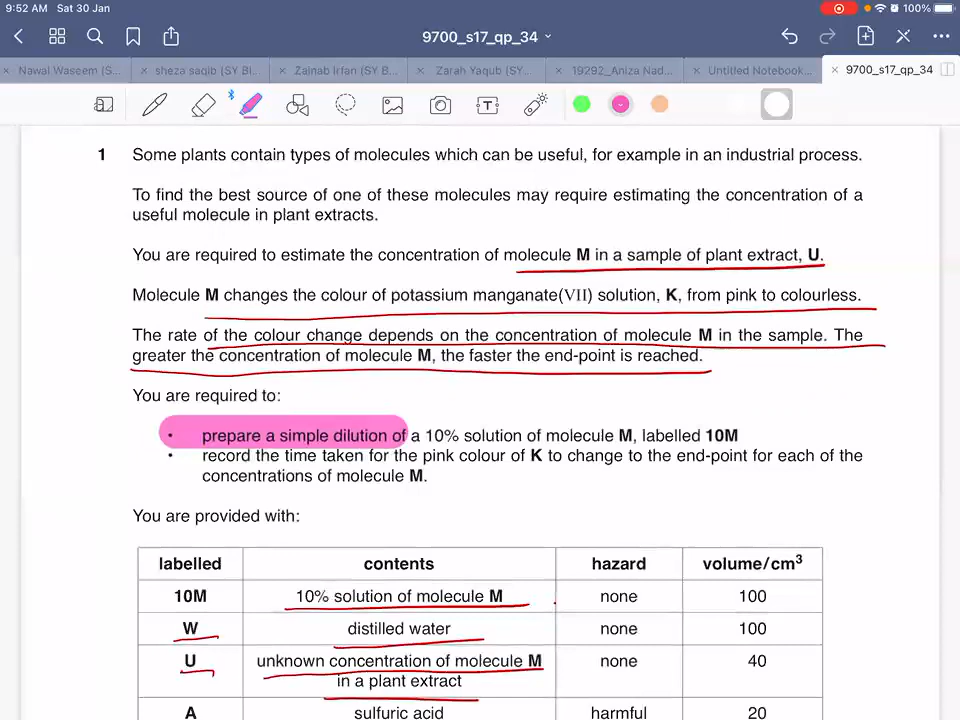 9:52 AM Sat 30 Jan
100%
9700_s17_qp_34
Nawal Waseem (S...
sheza saqib (SY Bl...
Zainab Irfan (SY B...
Zarah Yaqub (SY...
19292_Aniza Nad...
Untitled Notebook...
9700_s17_qp_34
1 Some plants contain types of molecules which can be useful, for example in an industrial process.
To find the best source of one of these molecules may require estimating the concentration of a
useful molecule in plant extracts.
You are required to estimate the concentration of molecule M in a sample of plant extract, U.
Molecule M changes the colour of potassium manganate(VII) solution, K, from pink to colourless.
The rate of the colour change depends on the concentration of molecule M in the sample. The
greater the concentration of molecule M, the faster the end-point is reached.
You are required to:
• prepare a simple dilution of a 10% solution of molecule M, labelled 10M
• record the time taken for the pink colour of K to change to the end-point for each of the
concentrations of molecule M.
You are provided with:
labelled contents hazard volume/cm³
10M 10% solution of molecule M none 100
W distilled water none 100
U unknown concentration of molecule M none 40
in a plant extract
A sulfuric acid harmful 20